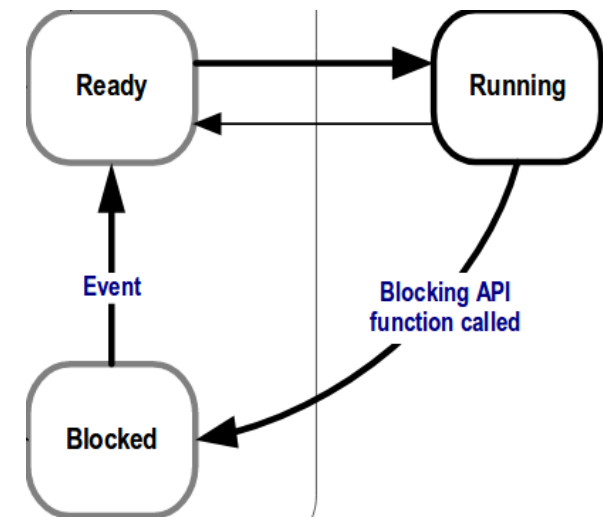 Ready
Running
Event
Blocking API
function called
Blocked